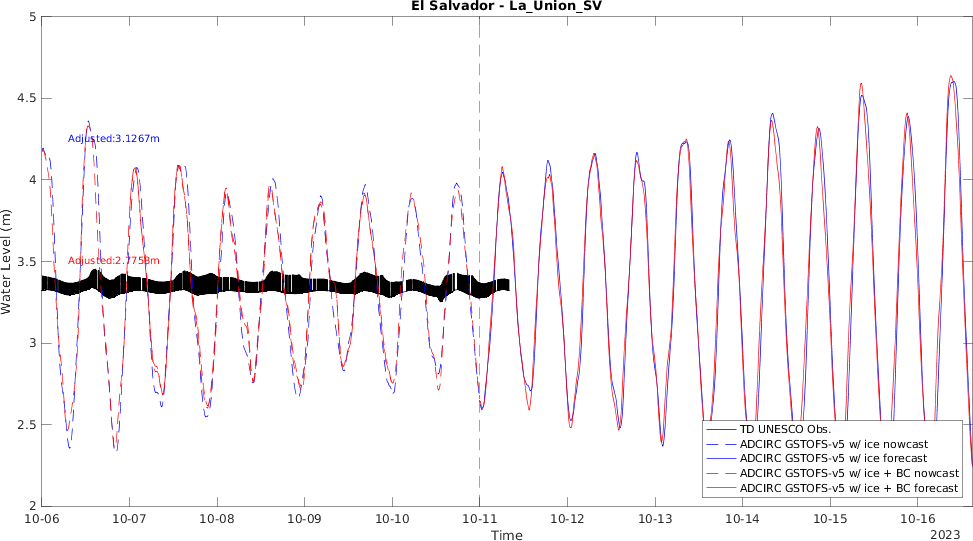 El Salvador - La_Union_SV
5
4.5
4
3.5
3
2.5
2
Water Level (m)
Adjusted:3.1267m
Adjusted:2.7758m
TD UNESCO Obs.
ADCIRC GSTOFS-v5 w/ ice nowcast
ADCIRC GSTOFS-v5 w/ ice forecast
ADCIRC GSTOFS-v5 w/ ice + BC nowcast
ADCIRC GSTOFS-v5 w/ ice + BC forecast
10-06 10-07 10-08 10-09 10-10 10-11 10-12 10-13 10-14 10-15 10-16
Time
2023